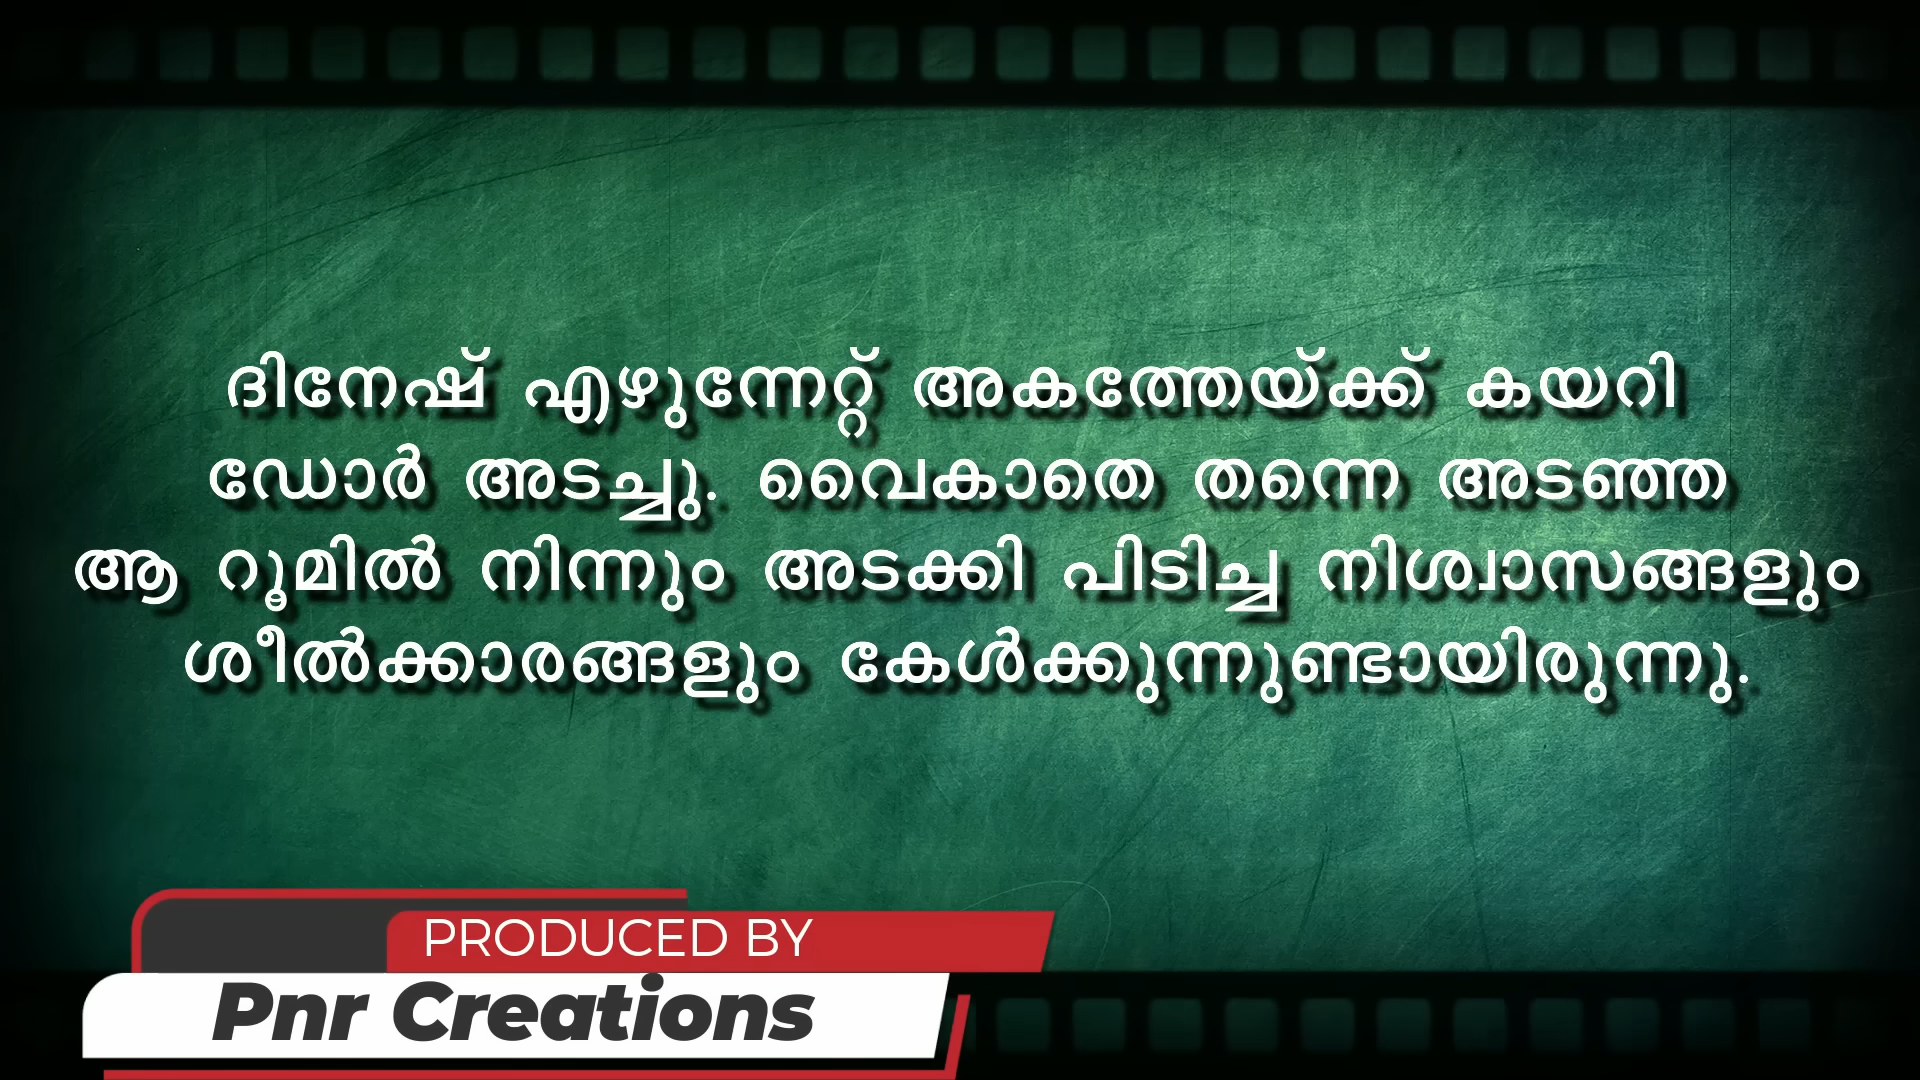 ദിനേഷ് എഴുന്നേറ്റ് അകത്തേയ്ക്ക് കയറി
ഡോർ അടച്ചു. വൈകാതെ തന്നെ അടഞ്ഞ
ആ റൂമിൽ നിന്നും അടക്കി പിടിച്ച നിശ്വാസങ്ങളും
ശീൽക്കാരങ്ങളും കേൾക്കുന്നുണ്ടായിരുന്നു.
PRODUCED BY
Pnr Creations